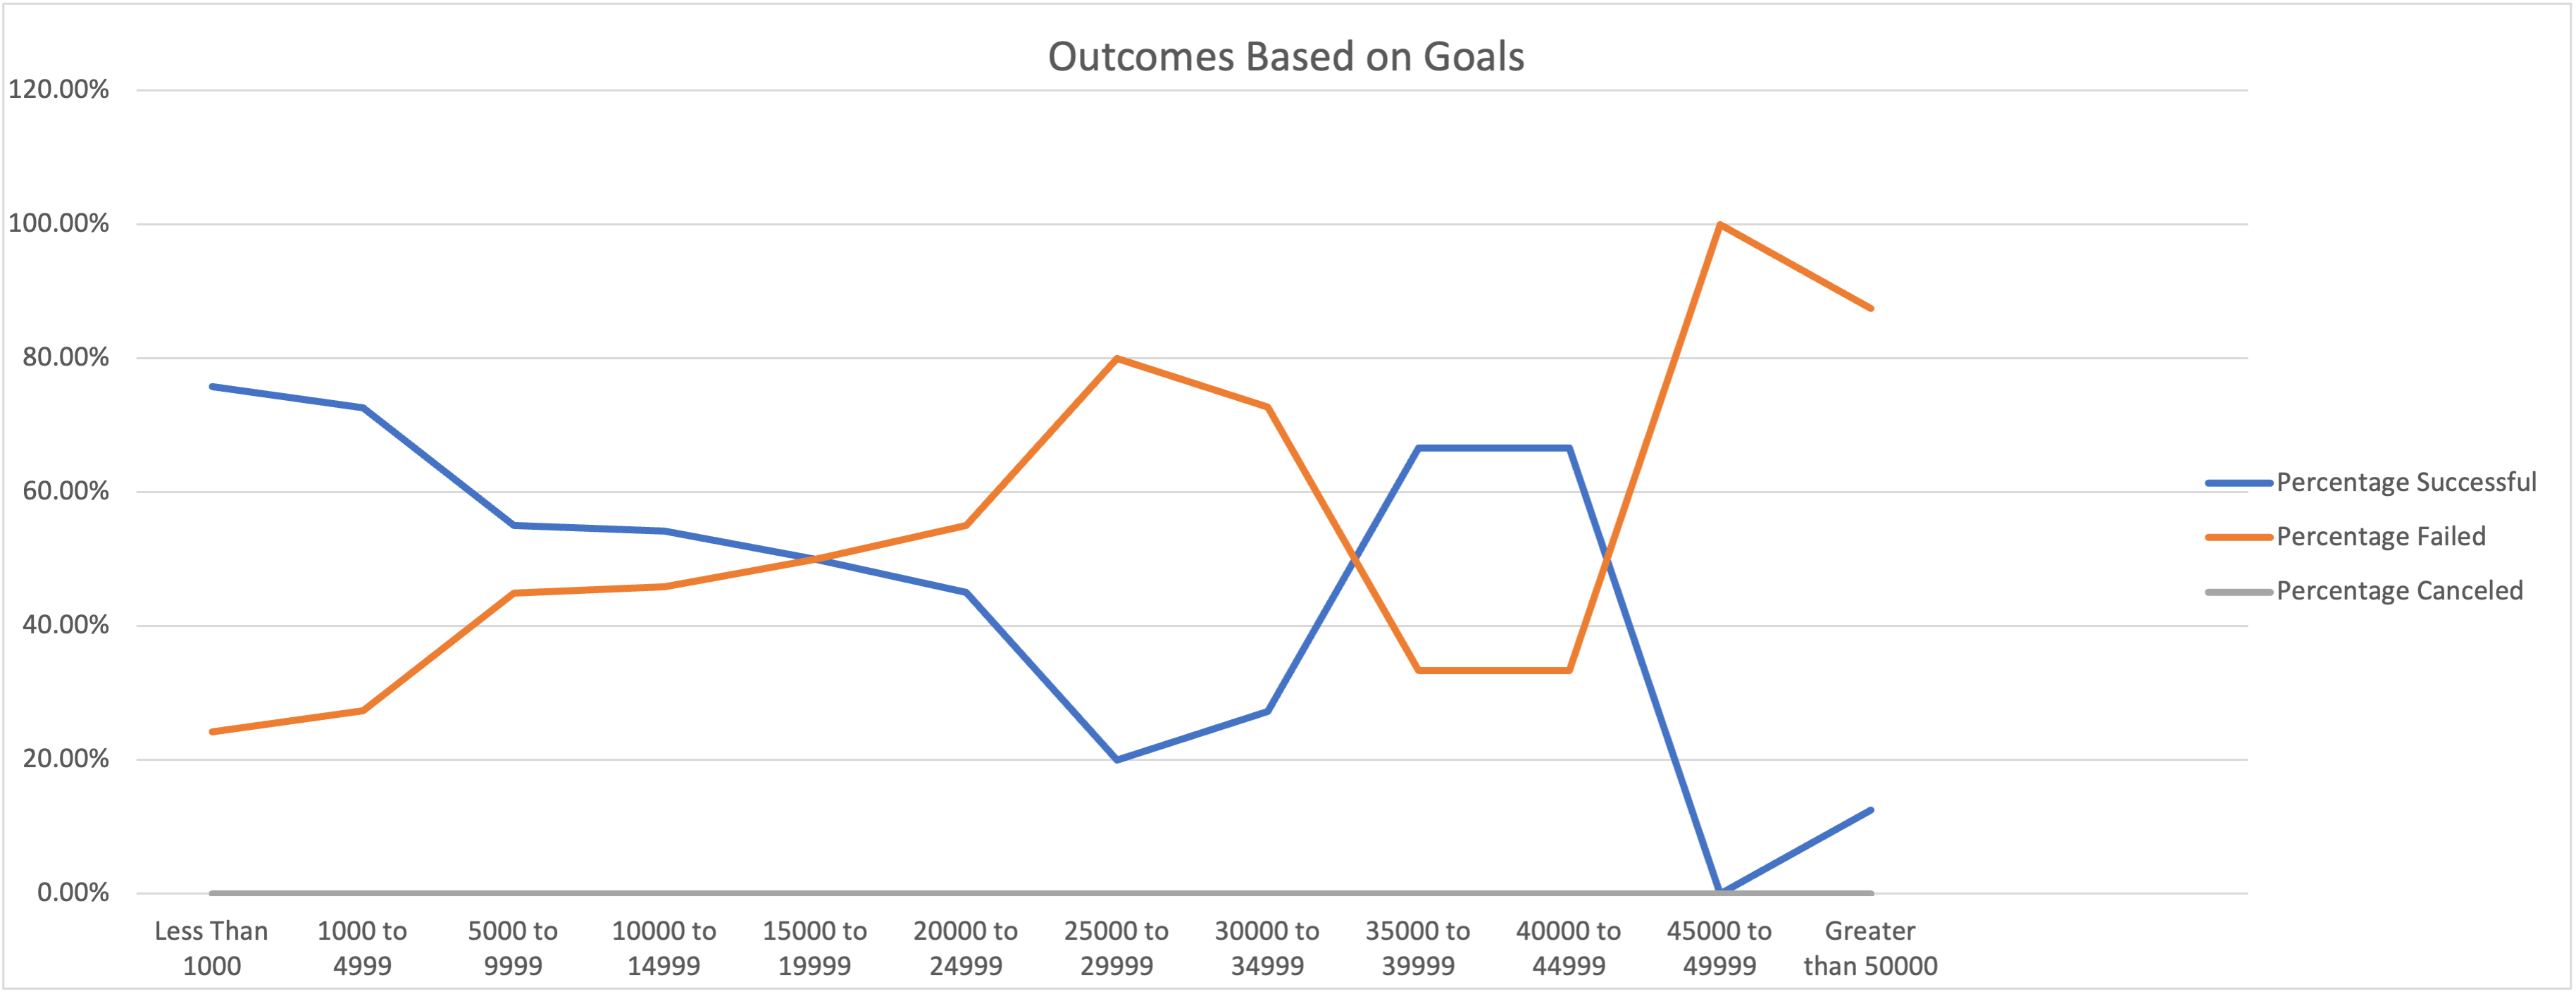 Outcomes Based on Goals
120.00%
100.00%
80.00%
60.00%
40.00%
20.00%
0.00%
Less Than
1000
1000 to
4999
5000 to
9999
10000 to
14999
15000 to
19999
20000 to
24999
25000 to
29999
30000 to
34999
35000 to
39999
40000 to
44999
45000 to
49999
Greater
than 50000
Percentage Successful
Percentage Failed
Percentage Canceled